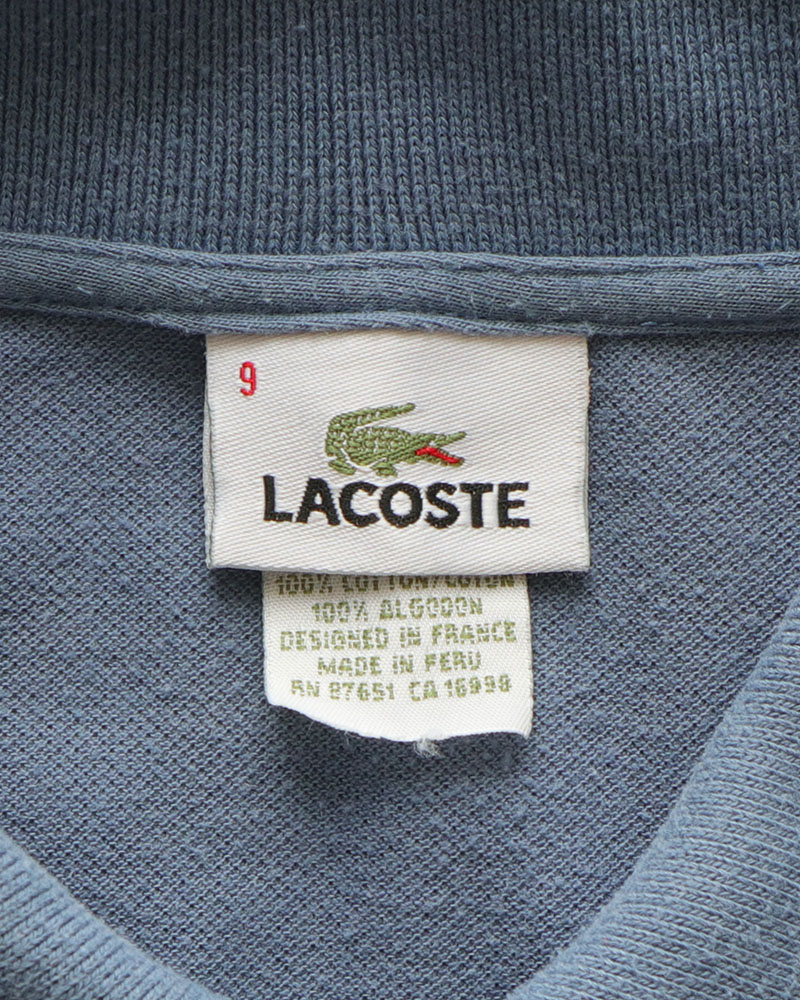 9
LACOSTE
100% COTTON/COTON
100% ALGODON
DESIGNED IN FRANCE
MADE IN PERU
RN 87651 CA 16998